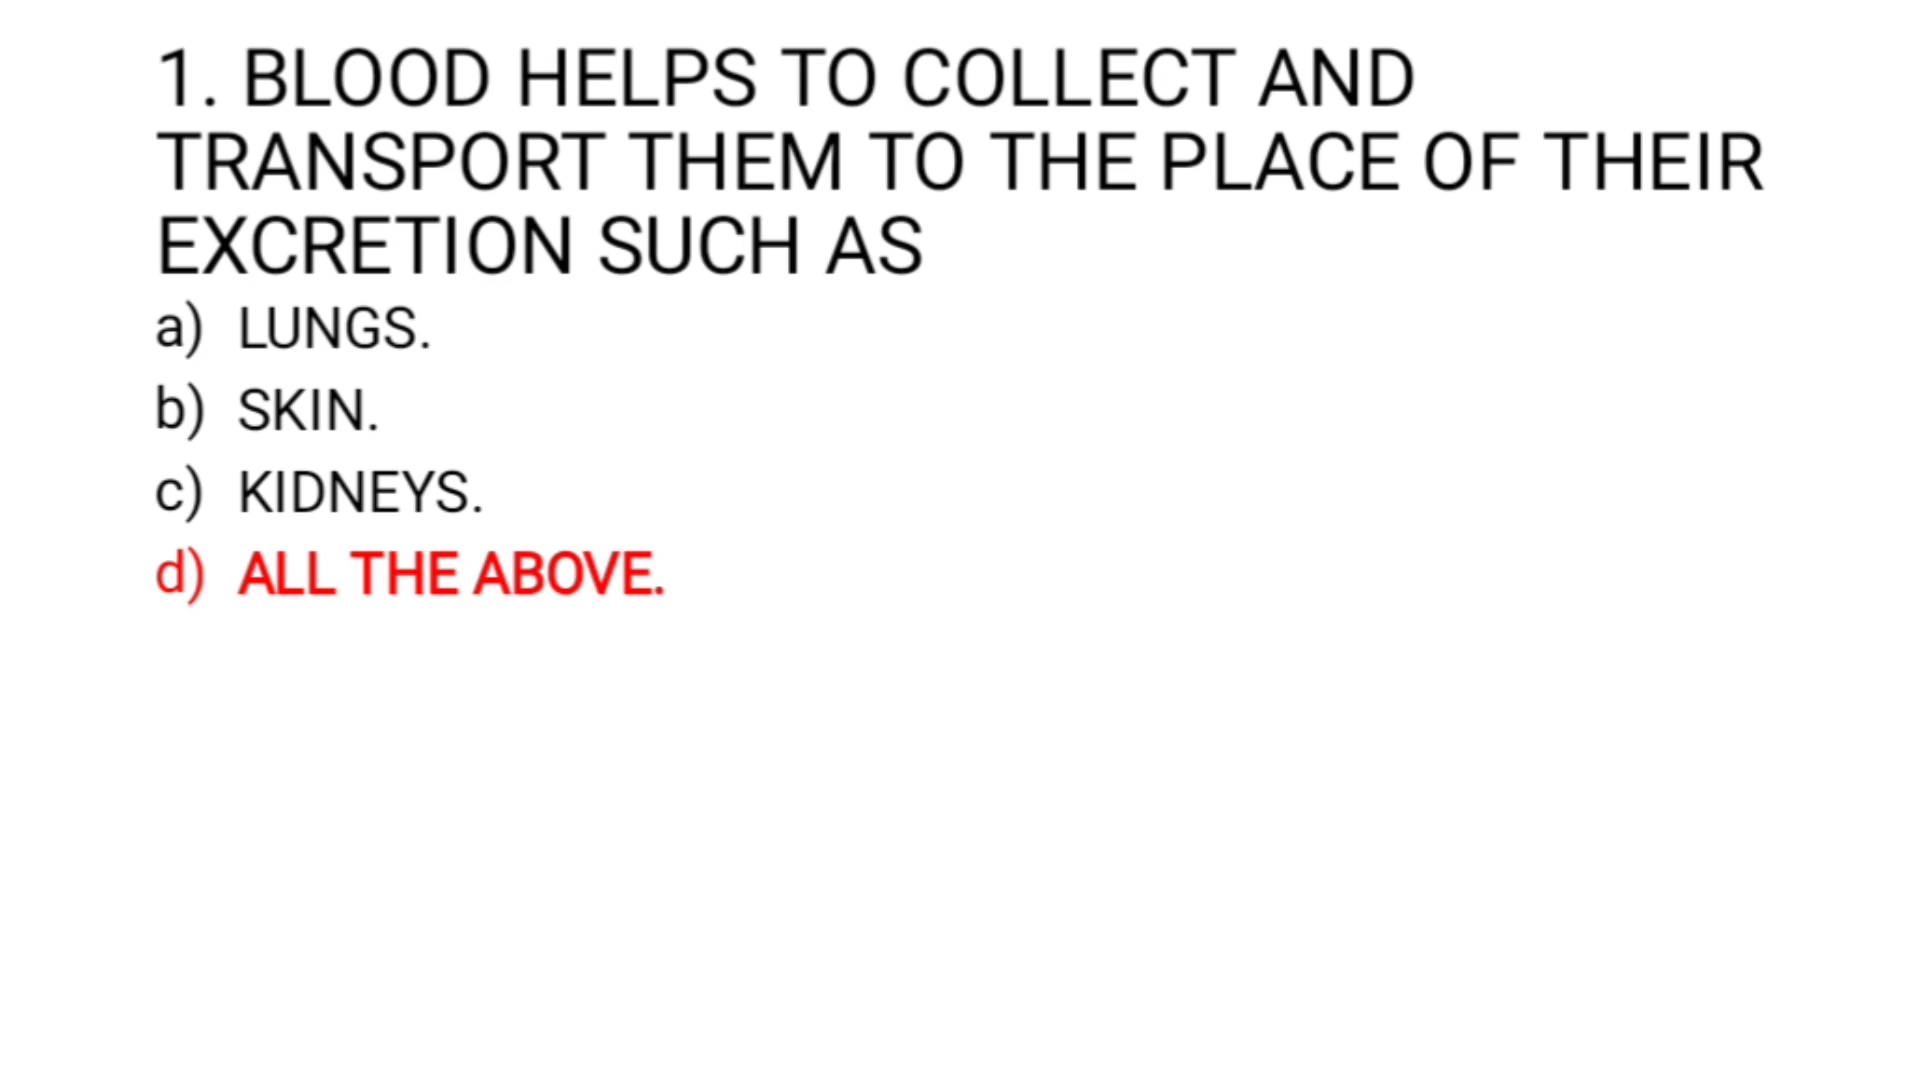 1. BLOOD HELPS TO COLLECT AND
TRANSPORT THEM TO THE PLACE OF THEIR
EXCRETION SUCH AS
a) LUNGS.
b) SKIN.
c) KIDNEYS.
d) ALL THE ABOVE.